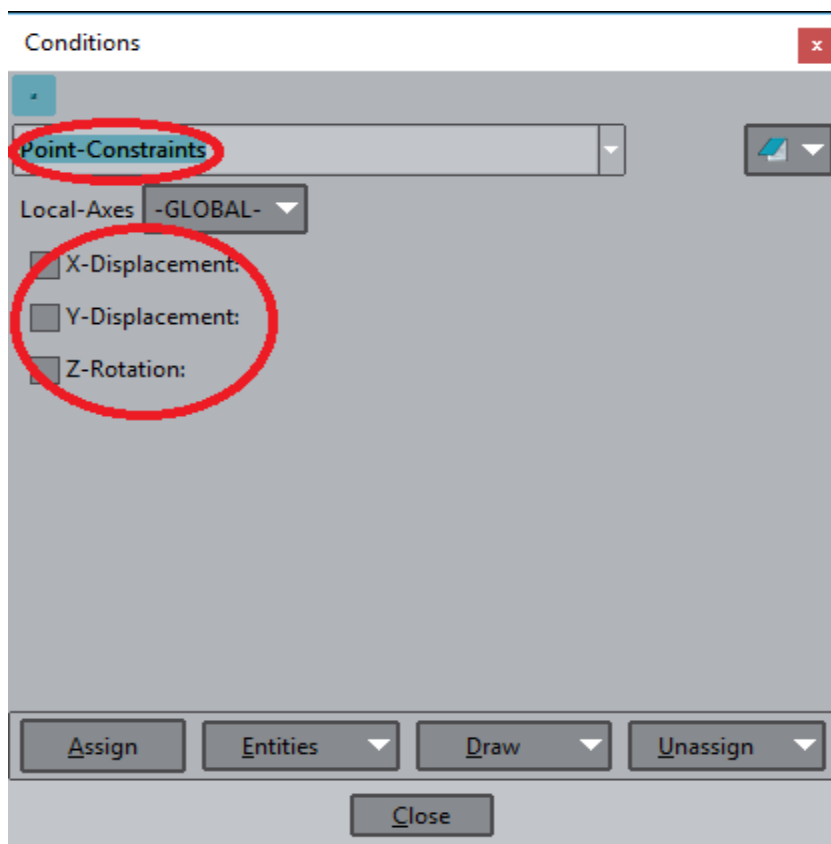 Conditions
x
Point-Constraints
Local-Axes -GLOBAL-
X-Displacement:
Y-Displacement:
Z-Rotation:
Assign Entities Draw Unassign
Close